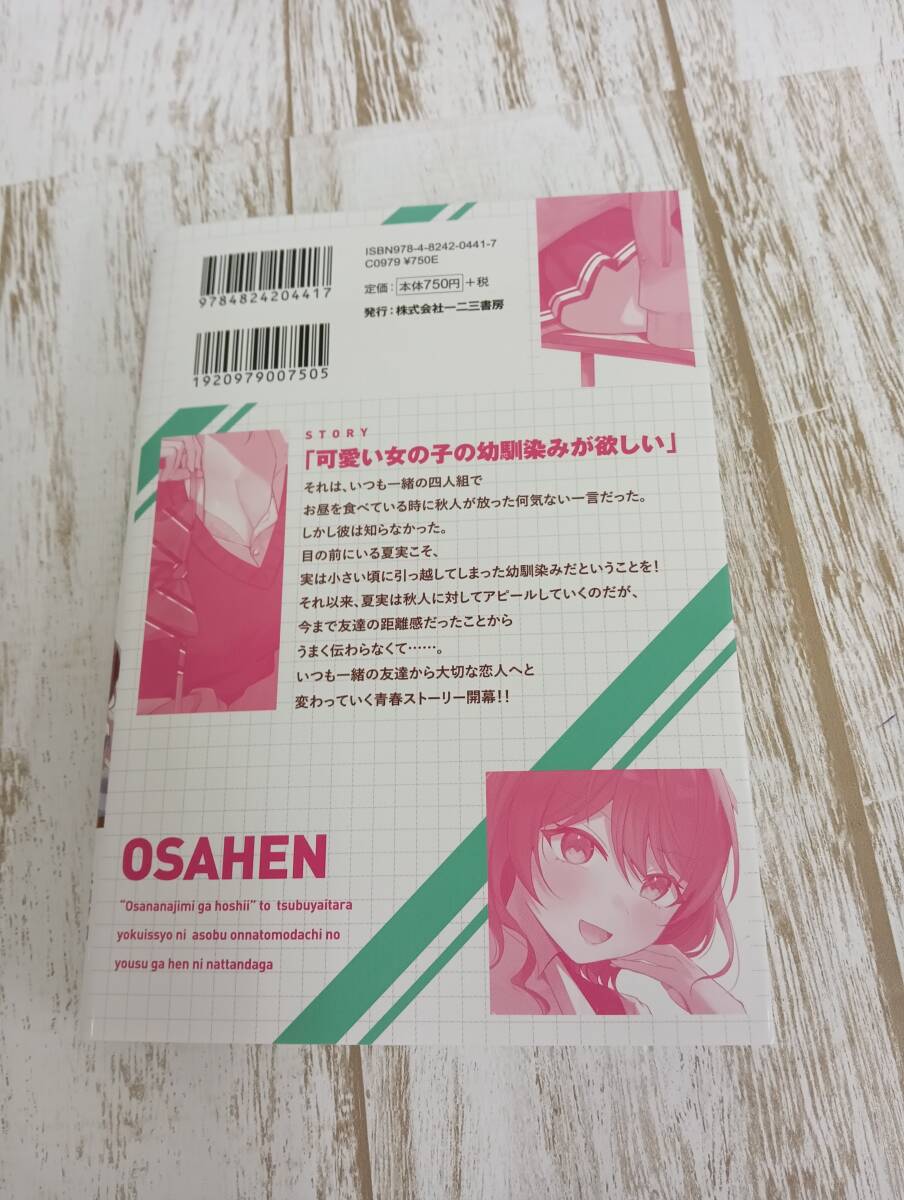 ISBN978-4-8242-0441-7
C0979 ¥750E
定価：本体750円＋税
発行：株式会社一二三書房
9784824204417
1920979007505
STORY
「可愛い女の子の幼馴染みが欲しい」
それは、いつも一緒の四人組で
お昼を食べている時に秋人が放った何気ない一言だった。
しかし彼は知らなかった。
目の前にいる夏実こそ、
実は小さい頃に引っ越してしまった幼馴染みだということを！
それ以来、夏実は秋人に対してアピールしていくのだが、
今まで友達の距離感だったことから
うまく伝わらなくて……。
いつも一緒の友達から大切な恋人へと
変わっていく青春ストーリー開幕！！
OSAHEN
"Osananajimi ga hoshii" to tsubuyaitara
yokuissyo ni asobu onnatomodachi no
yousu ga hen ni nattandaga